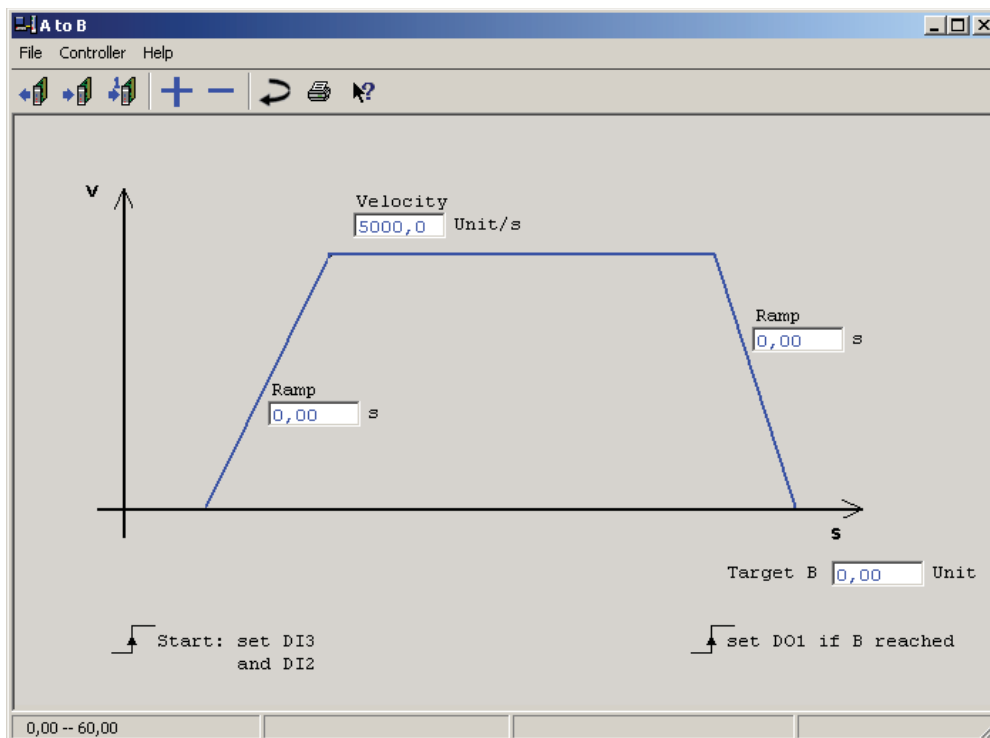 A to B
File Controller Help
1
?
v
Velocity
5000,0 Unit/s
Ramp
0,00 s
Ramp
0,00 s
s
Target B 0,00 Unit
Start: set DI3
and DI2
set DO1 if B reached
0,00 -- 60,00